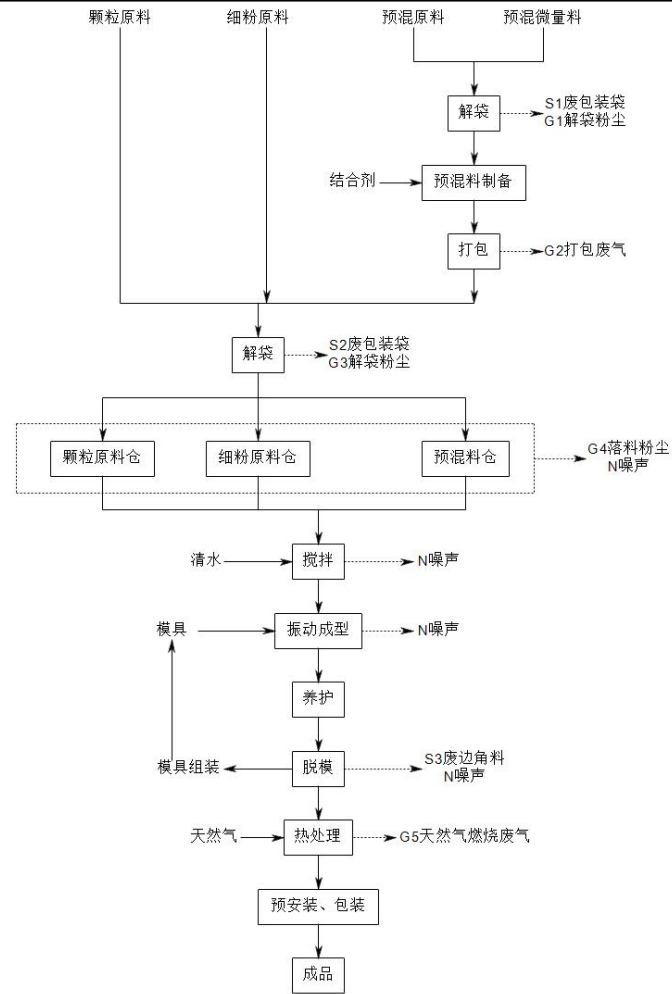 颗粒原料
细粉原料
预混原料
预混微量料
解袋
S1废包装袋
G1解袋粉尘
结合剂
预混料制备
打包
G2打包废气
解袋
S2废包装袋
G3解袋粉尘
颗粒原料仓
细粉原料仓
预混料仓
G4落料粉尘
N噪声
清水
搅拌
N噪声
模具
振动成型
N噪声
养护
模具组装
脱模
S3废边角料
N噪声
天然气
热处理
G5天然气燃烧废气
预安装、包装
成品